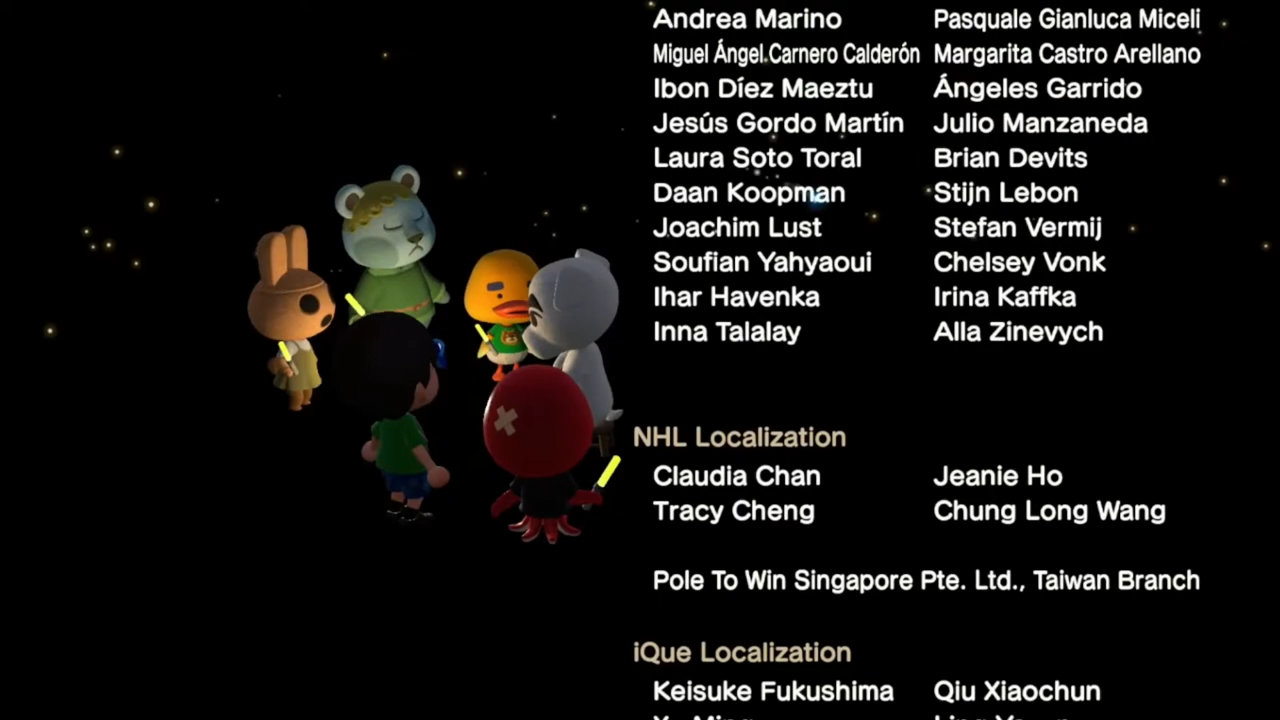 Andrea Marino Pasquale Gianluca Miceli
Miguel Ángel Carnero Calderón Margarita Castro Arellano
Ibon Díez Maeztu Ángeles Garrido
Jesús Gordo Martín Julio Manzaneda
Laura Soto Toral Brian Devits
Daan Koopman Stijn Lebon
Joachim Lust Stefan Vermij
Soufian Yahyaoui Chelsey Vonk
Ihar Havenka Irina Kaffka
Inna Talalay Alla Zinevych
NHL Localization
Claudia Chan Jeanie Ho
Tracy Cheng Chung Long Wang
Pole To Win Singapore Pte. Ltd., Taiwan Branch
iQue Localization
Keisuke Fukushima Qiu Xiaochun